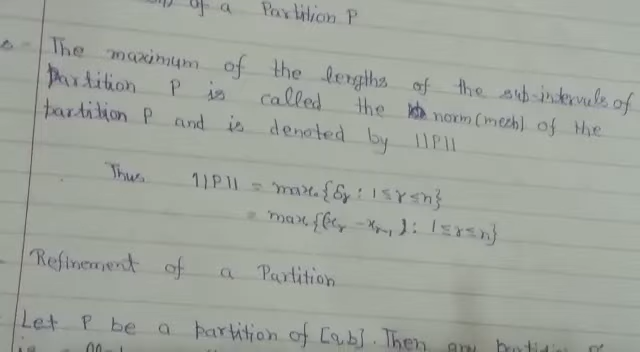 of a Partition P
The maximum of the lengths of the sub-intervals of
partition P is called the norm (mesh) of the
partition P and is denoted by ||P||
Thus ||P|| = max {δr : 1 ≤ r ≤ n}
= max {(xr - xr-1) : 1 ≤ r ≤ n}
Refinement of a Partition
Let P be a partition of [a,b]. Then any